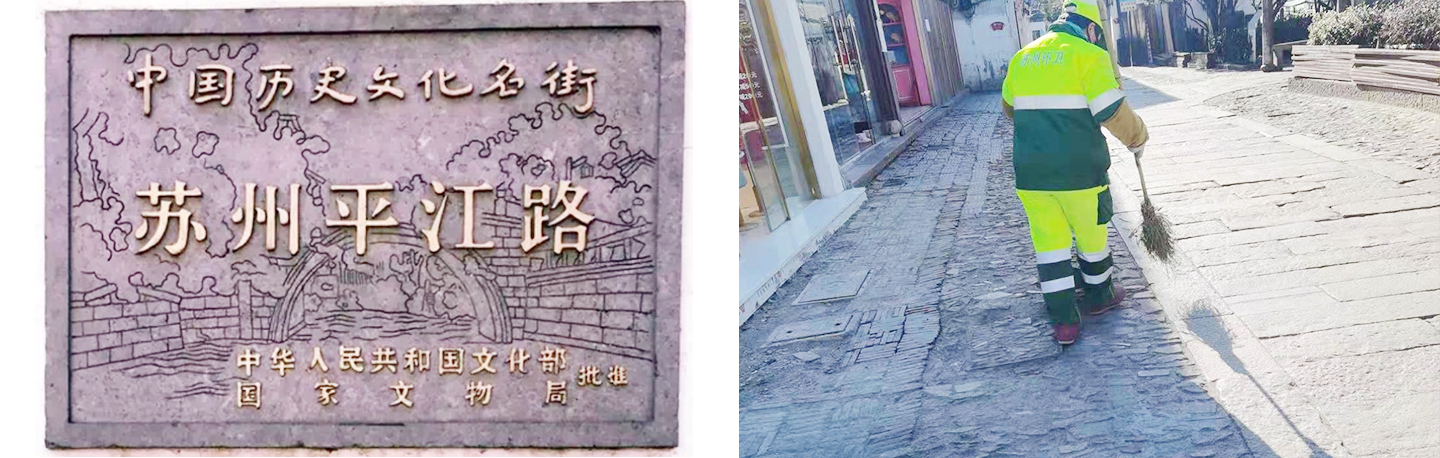 中国历史文化名街
苏州平江路
中华人民共和国文化部
国家文物局
批准